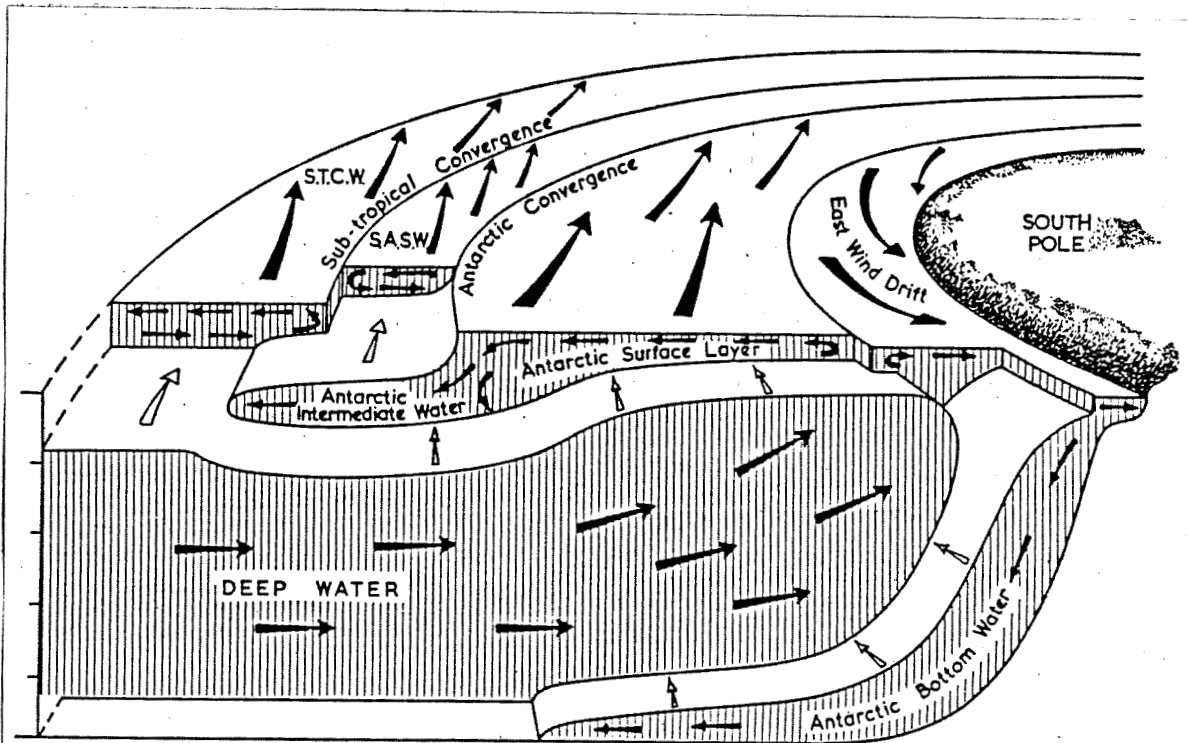 S.T.C.W.
Sub-tropical Convergence
S.A.S.W.
Antarctic Convergence
East Wind Drift
SOUTH
POLE
Antarctic Surface Layer
Antarctic
Intermediate Water
DEEP WATER
Antarctic Bottom Water